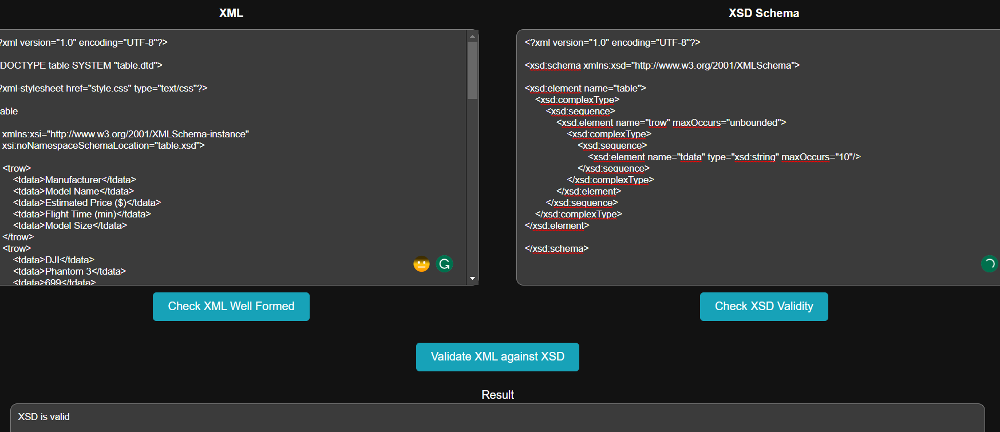 XML
?xml version="1.0" encoding="UTF-8"?>
DOCTYPE table SYSTEM "table.dtd">
?xml-stylesheet href="style.css" type="text/css"?>
able
xmlns:xsi="http://www.w3.org/2001/XMLSchema-instance"
xsi:noNamespaceSchemaLocation="table.xsd">
<trow>
<tdata>Manufacturer</tdata>
<tdata>Model Name</tdata>
<tdata>Estimated Price ($)</tdata>
<tdata>Flight Time (min)</tdata>
<tdata>Model Size</tdata>
</trow>
<trow>
<tdata>DJI</tdata>
<tdata>Phantom 3</tdata>
<tdata>699</tdata>
Check XML Well Formed
XSD Schema
<?xml version="1.0" encoding="UTF-8"?>
<xsd:schema xmlns:xsd="http://www.w3.org/2001/XMLSchema">
<xsd:element name="table">
<xsd:complexType>
<xsd:sequence>
<xsd:element name="trow" maxOccurs="unbounded">
<xsd:complexType>
<xsd:sequence>
<xsd:element name="tdata" type="xsd:string" maxOccurs="10"/>
</xsd:sequence>
</xsd:complexType>
</xsd:element>
</xsd:sequence>
</xsd:complexType>
</xsd:element>
</xsd:schema>
Check XSD Validity
Validate XML against XSD
Result
XSD is valid